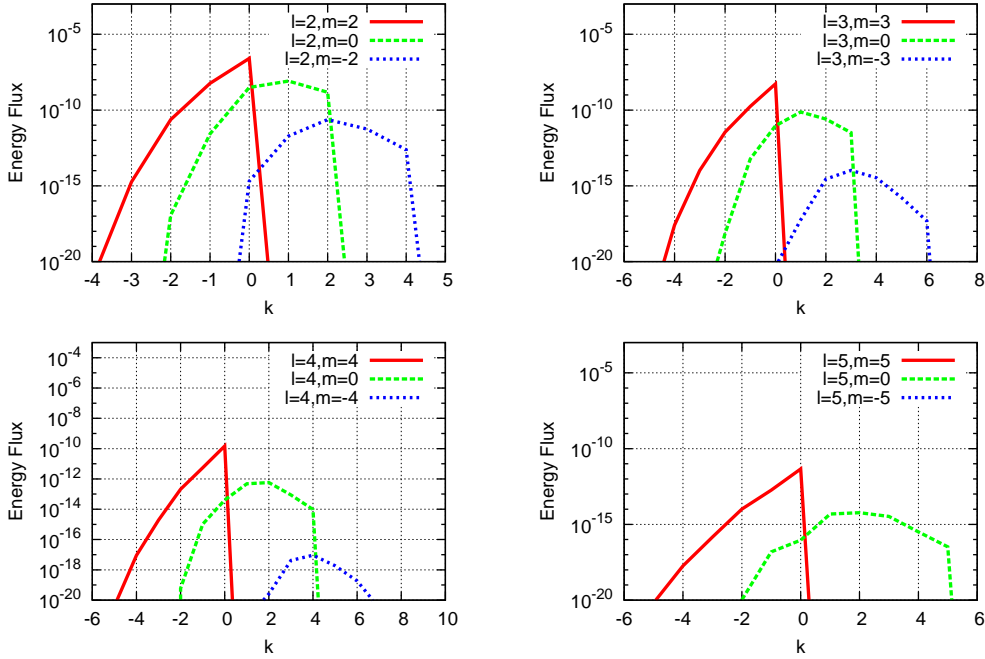 Energy Flux
10^-5
10^-10
10^-15
10^-20
l=2,m=2
l=2,m=0
l=2,m=-2
-4 -3 -2 -1 0 1 2 3 4 5
k
Energy Flux
10^-5
10^-10
10^-15
10^-20
l=3,m=3
l=3,m=0
l=3,m=-3
-6 -4 -2 0 2 4 6 8
k
Energy Flux
10^-4
10^-6
10^-8
10^-10
10^-12
10^-14
10^-16
10^-18
10^-20
l=4,m=4
l=4,m=0
l=4,m=-4
-6 -4 -2 0 2 4 6 8 10
k
Energy Flux
10^-5
10^-10
10^-15
10^-20
l=5,m=5
l=5,m=0
l=5,m=-5
-6 -4 -2 0 2 4 6 8
k